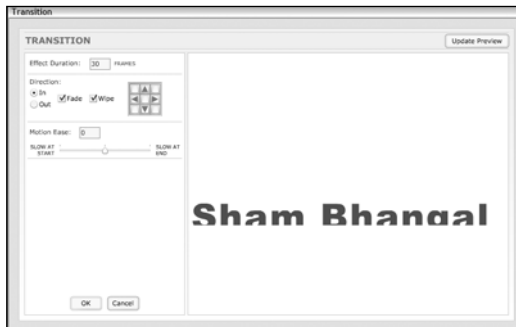 Transition
TRANSITION
Update Preview
Effect Duration: 30 FRAMES
Direction:
In
Out
Fade
Wipe
Motion Ease: 0
SLOW AT START
SLOW AT END
Sham Bhangal
OK
Cancel